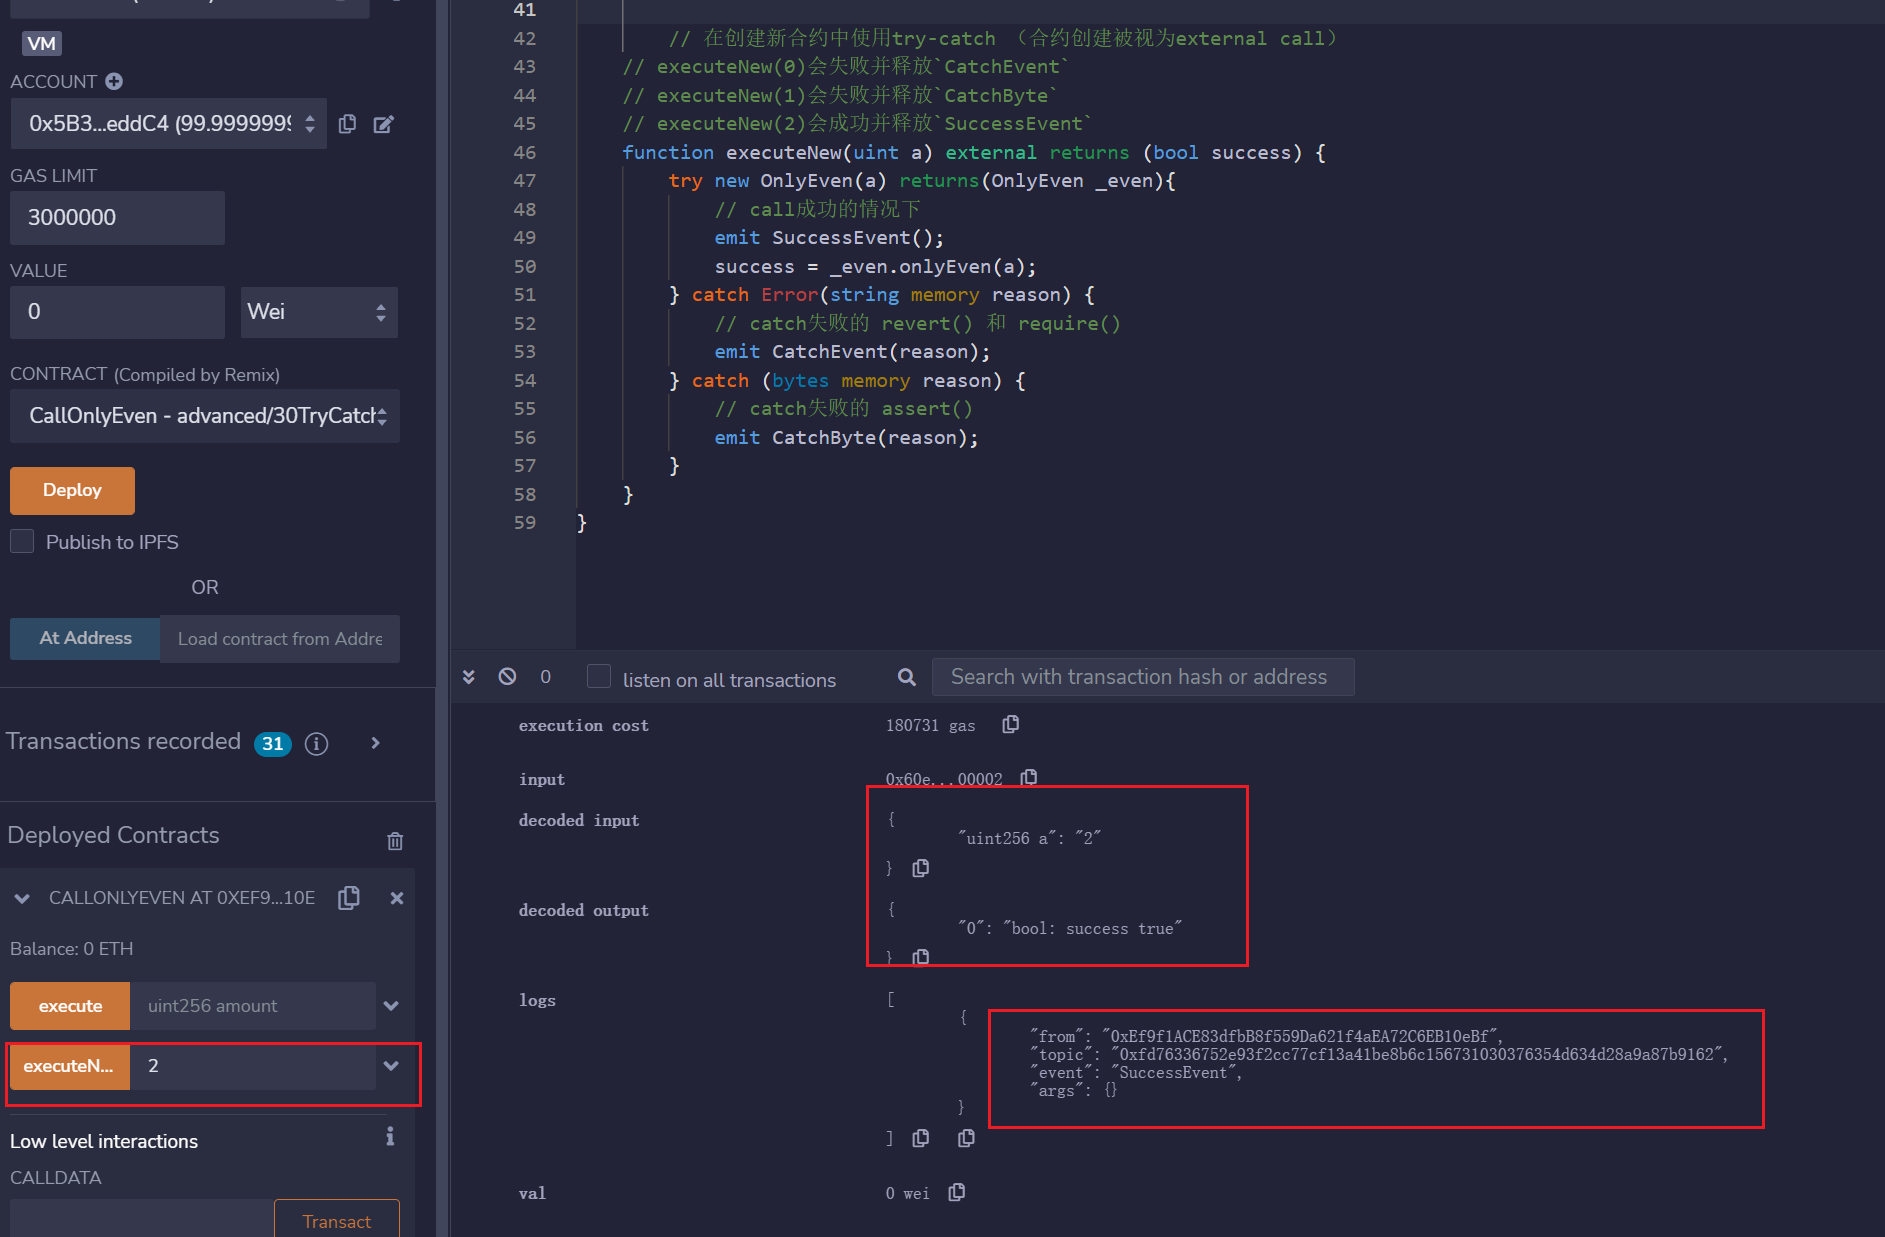 VM
ACCOUNT
0x5B3...eddC4 (99.999999
GAS LIMIT
3000000
VALUE
0
Wei
CONTRACT (Compiled by Remix)
CallOnlyEven - advanced/30TryCatch
Deploy
Publish to IPFS
OR
At Address
Load contract from Addre
Transactions recorded 31
Deployed Contracts
CALLONLYEVEN AT 0XEF9...10E
Balance: 0 ETH
execute
uint256 amount
executeN...
2
Low level interactions
CALLDATA
Transact
41
42 // 在创建新合约中使用try-catch （合约创建被视为external call）
43 // executeNew(0)会失败并释放`CatchEvent`
44 // executeNew(1)会失败并释放`CatchByte`
45 // executeNew(2)会成功并释放`SuccessEvent`
46 function executeNew(uint a) external returns (bool success) {
47 try new OnlyEven(a) returns(OnlyEven _even){
48 // call成功的情况下
49 emit SuccessEvent();
50 success = _even.onlyEven(a);
51 } catch Error(string memory reason) {
52 // catch失败的 revert() 和 require()
53 emit CatchEvent(reason);
54 } catch (bytes memory reason) {
55 // catch失败的 assert()
56 emit CatchByte(reason);
57 }
58 }
59 }
0
listen on all transactions
Search with transaction hash or address
execution cost 180731 gas
input 0x60e...00002
decoded input {
"uint256 a": "2"
}
decoded output {
"0": "bool: success true"
}
logs [
{
"from": "0xEf9f1ACE83dfbB8f559Da621f4aEA72C6EB10eBf",
"topic": "0xfd76336752e93f2cc77cf13a41be8b6c156731030376354d634d28a9a87b9162",
"event": "SuccessEvent",
"args": {}
}
]
val 0 wei